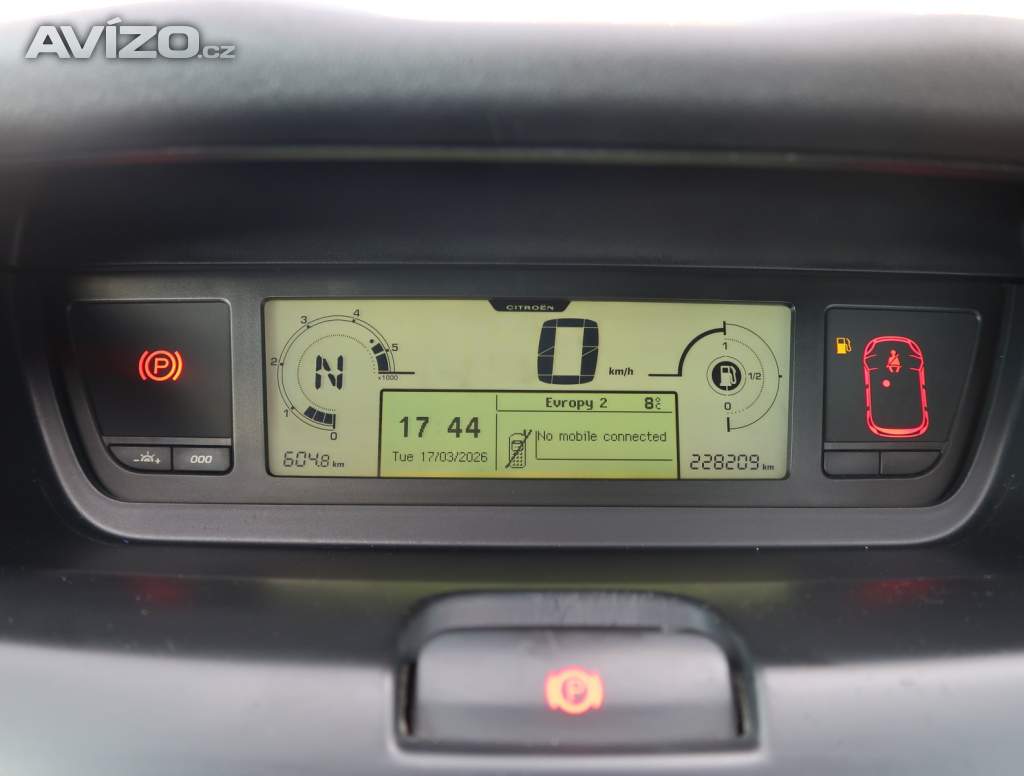 AVÍZO.cz
CITROËN
3
4
2
5
x1000
1
0
N
0
km/h
1
1/2
0
Evropy 2 8°C
17 44
No mobile connected
Tue 17/03/2026
604.8 km
228209 km
P
- +
000
P